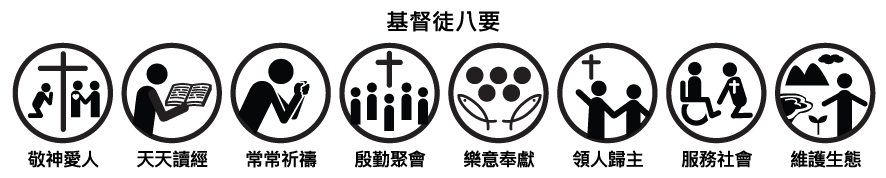 基督徒八要
敬神愛人
天天讀經
常常祈禱
殷勤聚會
樂意奉獻
領人歸主
服務社會
維護生態